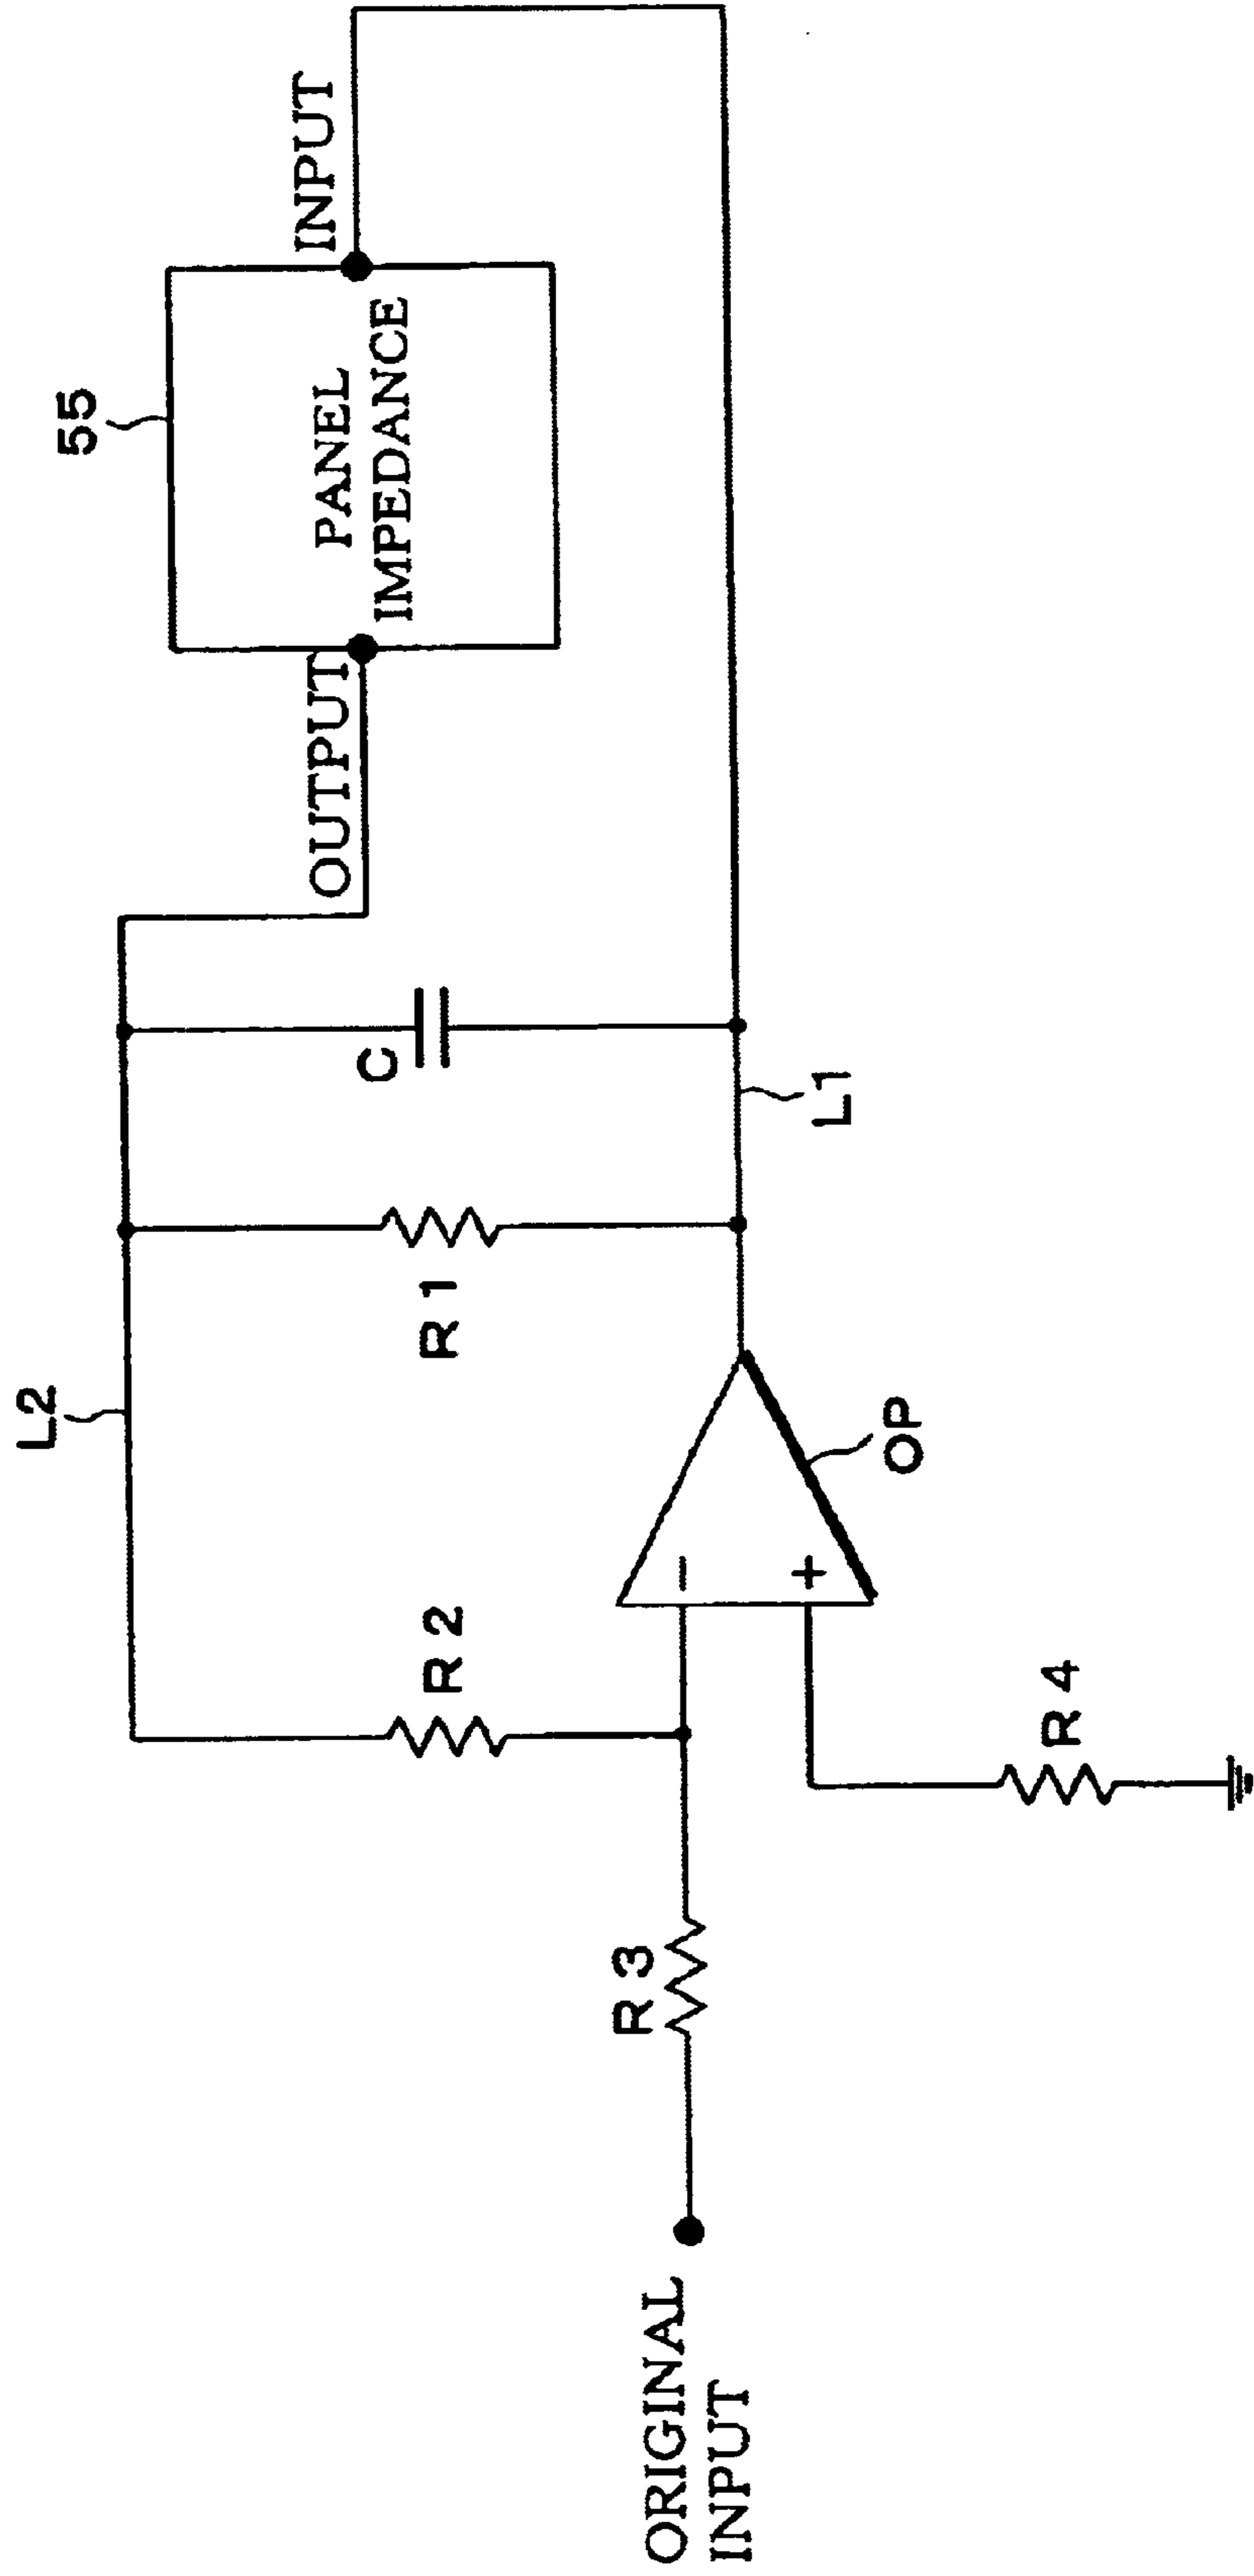 55
INPUT
PANEL
IMPEDANCE
OUTPUT
C
L1
R1
L2
OP
R2
R4
R3
−
+
ORIGINAL
INPUT